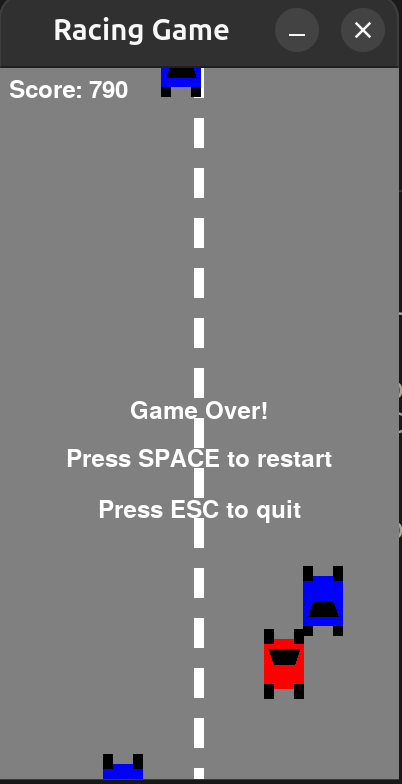 Racing Game
Score: 790
Game Over!
Press SPACE to restart
Press ESC to quit